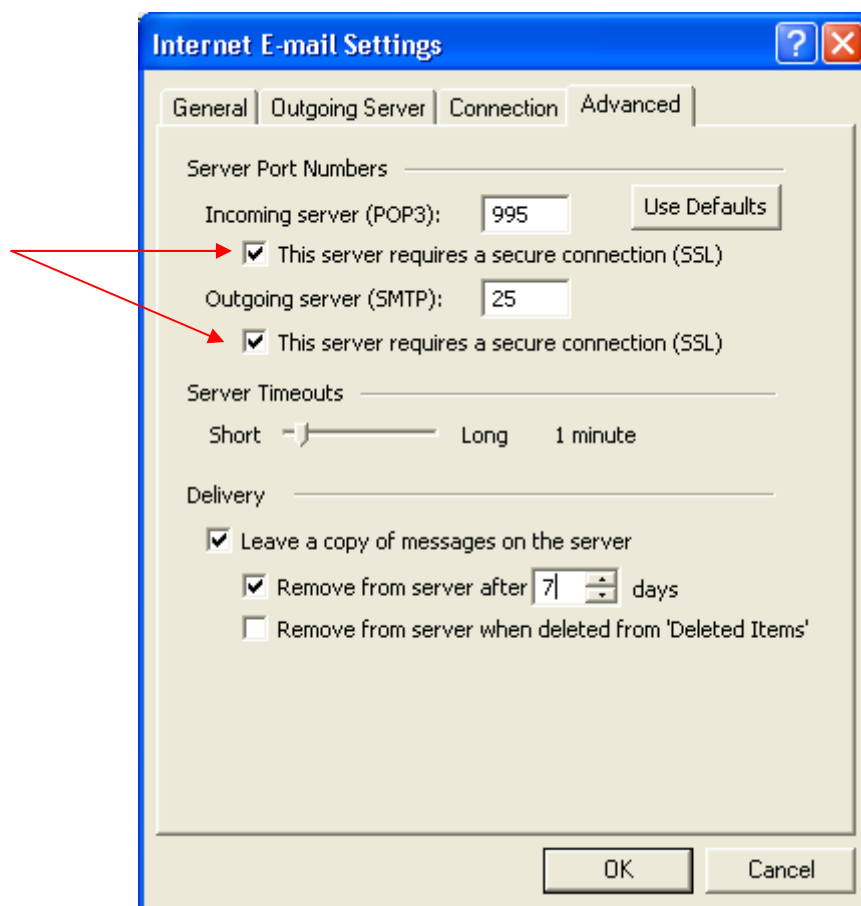 Internet E-mail Settings
General Outgoing Server Connection Advanced
Server Port Numbers
Incoming server (POP3): 995 Use Defaults
This server requires a secure connection (SSL)
Outgoing server (SMTP): 25
This server requires a secure connection (SSL)
Server Timeouts
Short Long 1 minute
Delivery
Leave a copy of messages on the server
Remove from server after 7 days
Remove from server when deleted from 'Deleted Items'
OK Cancel